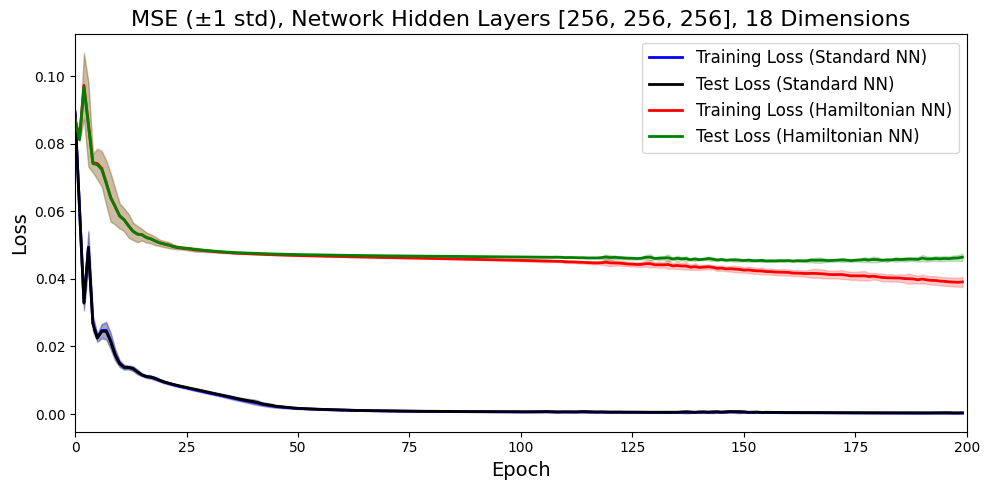 MSE (±1 std), Network Hidden Layers [256, 256, 256], 18 Dimensions
Training Loss (Standard NN)
Test Loss (Standard NN)
Training Loss (Hamiltonian NN)
Test Loss (Hamiltonian NN)
Loss
0.10
0.08
0.06
0.04
0.02
0.00
0 25 50 75 100 125 150 175 200
Epoch